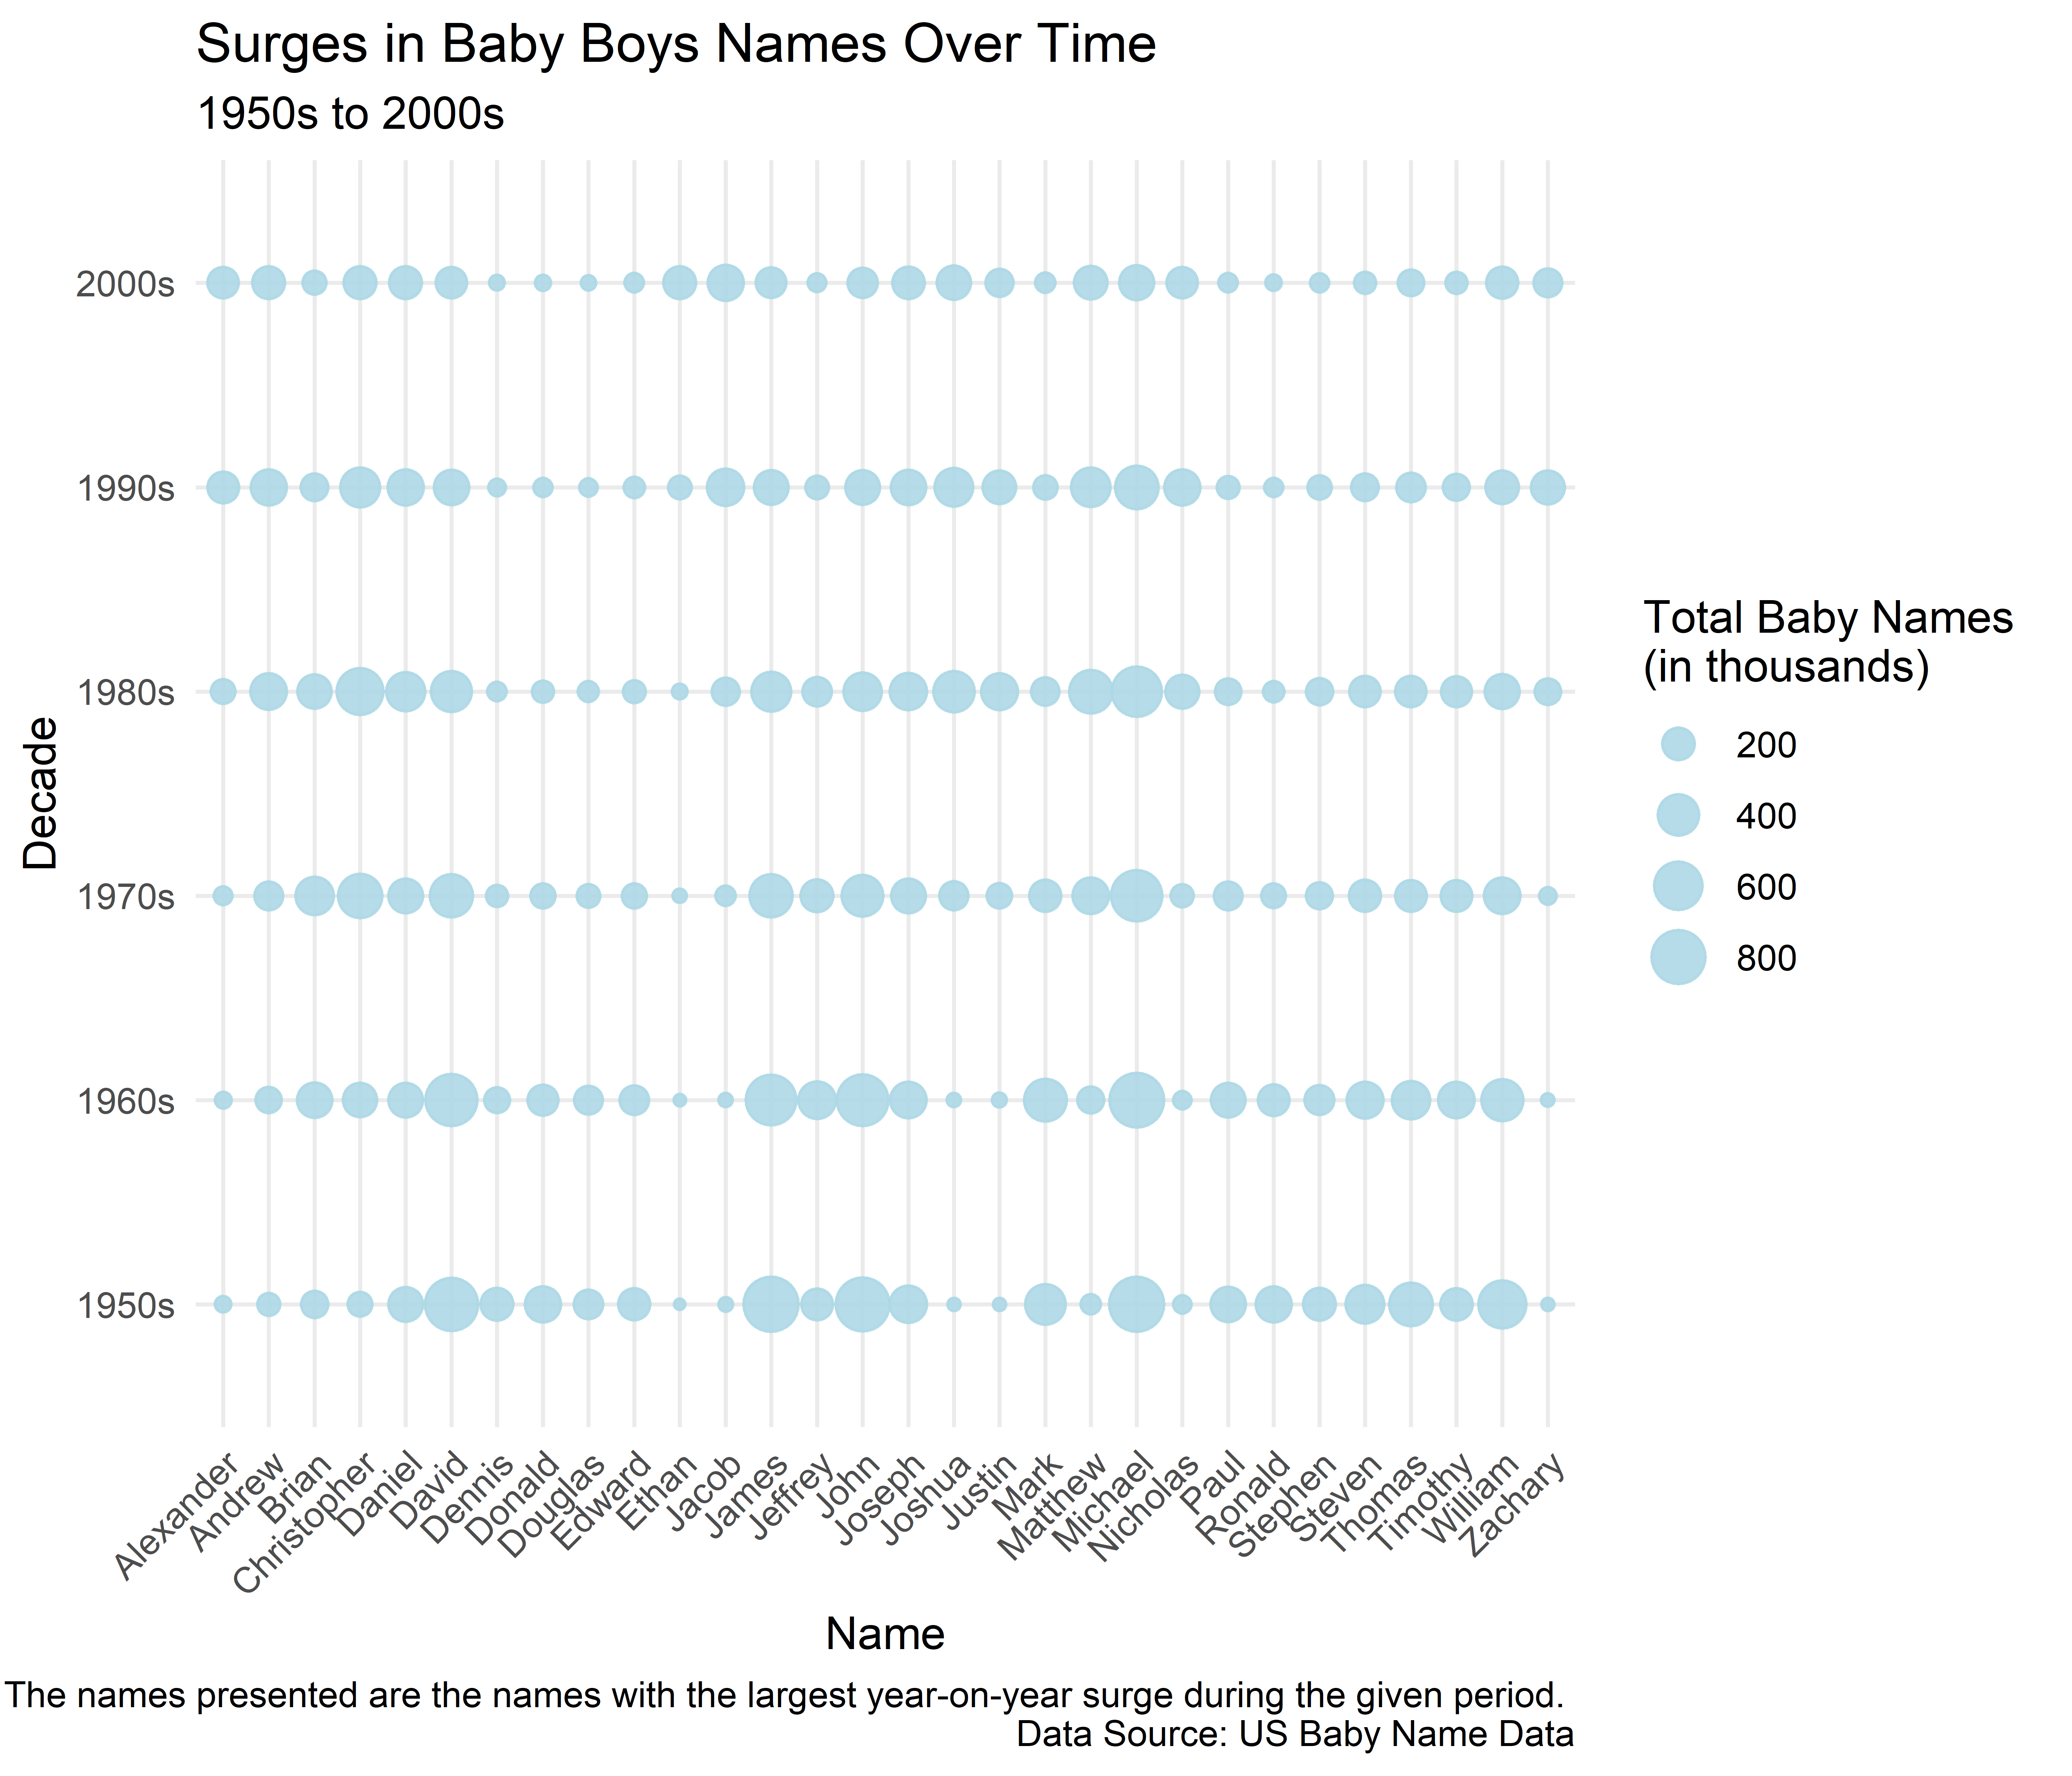 Surges in Baby Boys Names Over Time
1950s to 2000s
2000s
1990s
1980s
1970s
1960s
1950s
Decade
Alexander
Andrew
Brian
Christopher
Daniel
David
Dennis
Donald
Douglas
Edward
Ethan
Jacob
James
Jeffrey
John
Joseph
Joshua
Justin
Mark
Matthew
Michael
Nicholas
Paul
Ronald
Stephen
Steven
Thomas
Timothy
William
Zachary
Name
Total Baby Names
(in thousands)
200
400
600
800
The names presented are the names with the largest year-on-year surge during the given period.
Data Source: US Baby Name Data